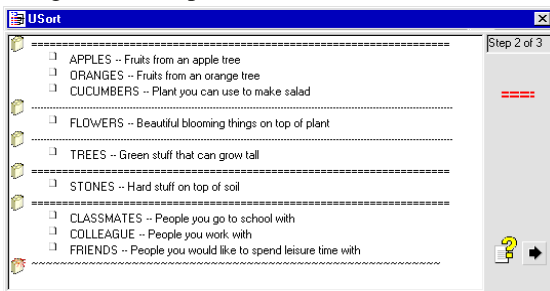 USort
Step 2 of 3
APPLES -- Fruits from an apple tree
ORANGES -- Fruits from an orange tree
CUCUMBERS -- Plant you can use to make salad
FLOWERS -- Beautiful blooming things on top of plant
TREES -- Green stuff that can grow tall
STONES -- Hard stuff on top of soil
CLASSMATES -- People you go to school with
COLLEAGUE -- People you work with
FRIENDS -- People you would like to spend leisure time with